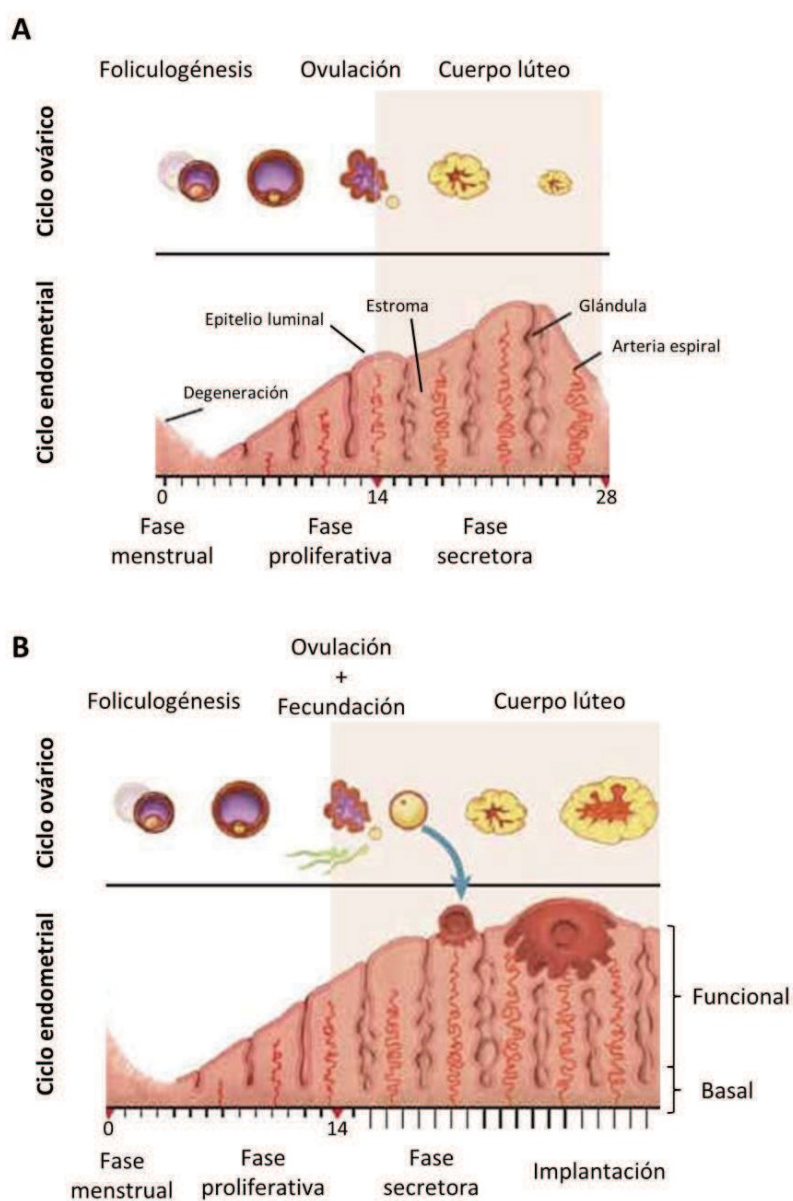 A
Foliculogénesis Ovulación Cuerpo lúteo
Ciclo ovárico
Ciclo endometrial
Epitelio luminal
Estroma
Glándula
Arteria espiral
Degeneración
0 14 28
Fase
menstrual
Fase
proliferativa
Fase
secretora
B
Ovulación
+
Fecundación
Foliculogénesis
Cuerpo lúteo
Ciclo ovárico
Ciclo endometrial
Funcional
Basal
0 14
Fase
menstrual
Fase
proliferativa
Fase
secretora
Implantación